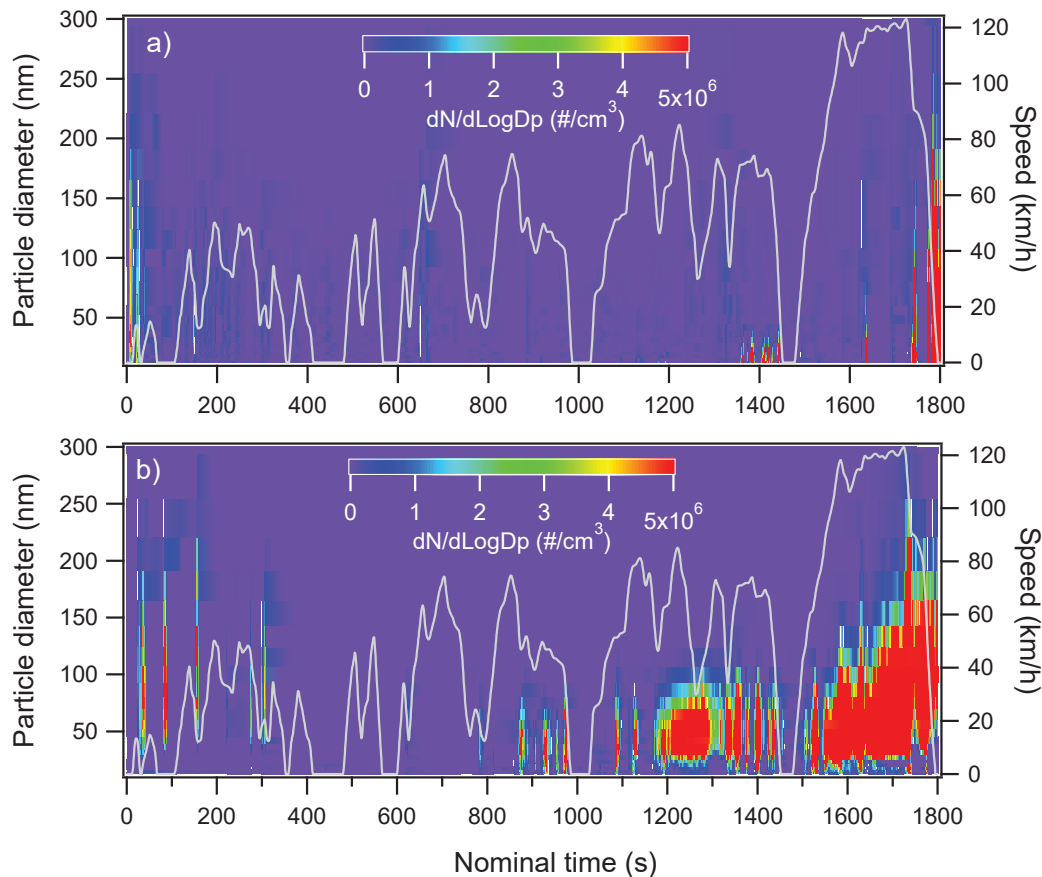 a)
Particle diameter (nm)
300
250
200
150
100
50
0 1 2 3 4 5x10^6
dN/dLogDp (#/cm^3)
120
100
80
60
40
20
0
Speed (km/h)
0 200 400 600 800 1000 1200 1400 1600 1800
b)
Particle diameter (nm)
300
250
200
150
100
50
0 1 2 3 4 5x10^6
dN/dLogDp (#/cm^3)
120
100
80
60
40
20
0
Speed (km/h)
0 200 400 600 800 1000 1200 1400 1600 1800
Nominal time (s)